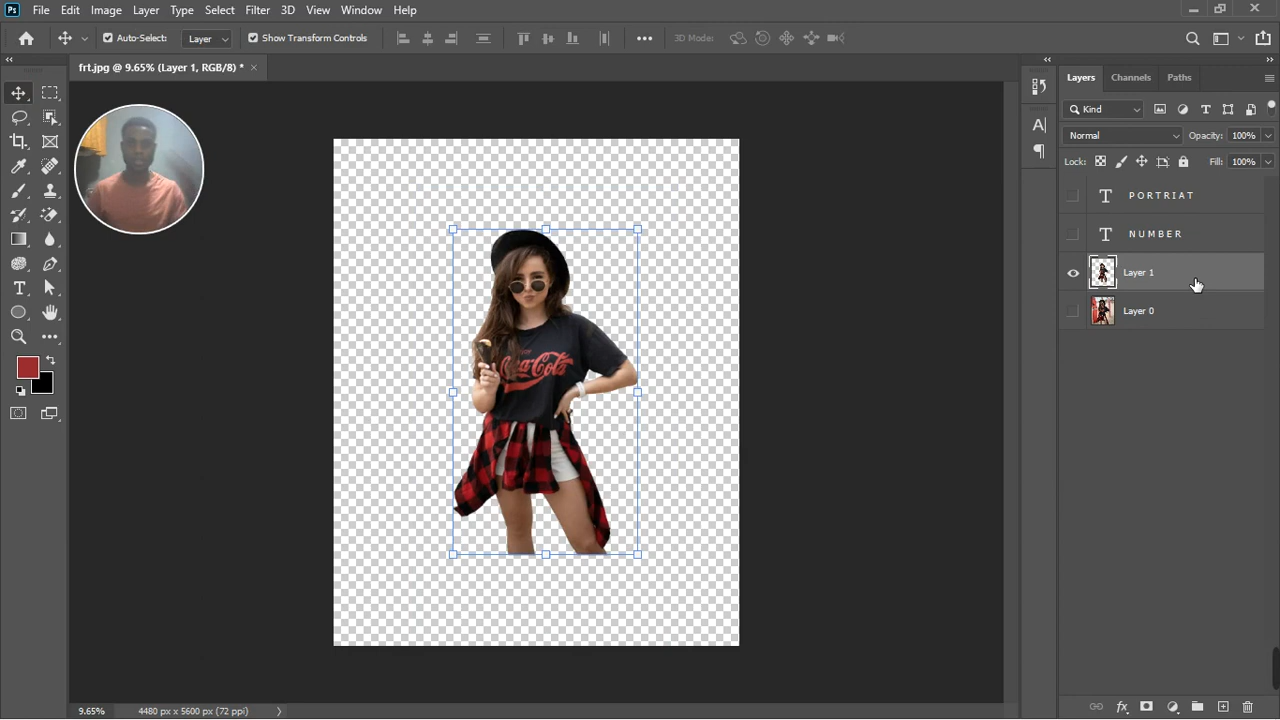 Ps File Edit Image Layer Type Select Filter 3D View Window Help
Auto-Select: Layer Show Transform Controls 3D Mode:
frt.jpg @ 9.65% (Layer 1, RGB/8) *
Layers Channels Paths
Kind
Normal Opacity: 100%
Lock: Fill: 100%
PORTRIAT
NUMBER
Layer 1
Layer 0
Coca-Cola
9.65% 4480 px x 5600 px (72 ppi)